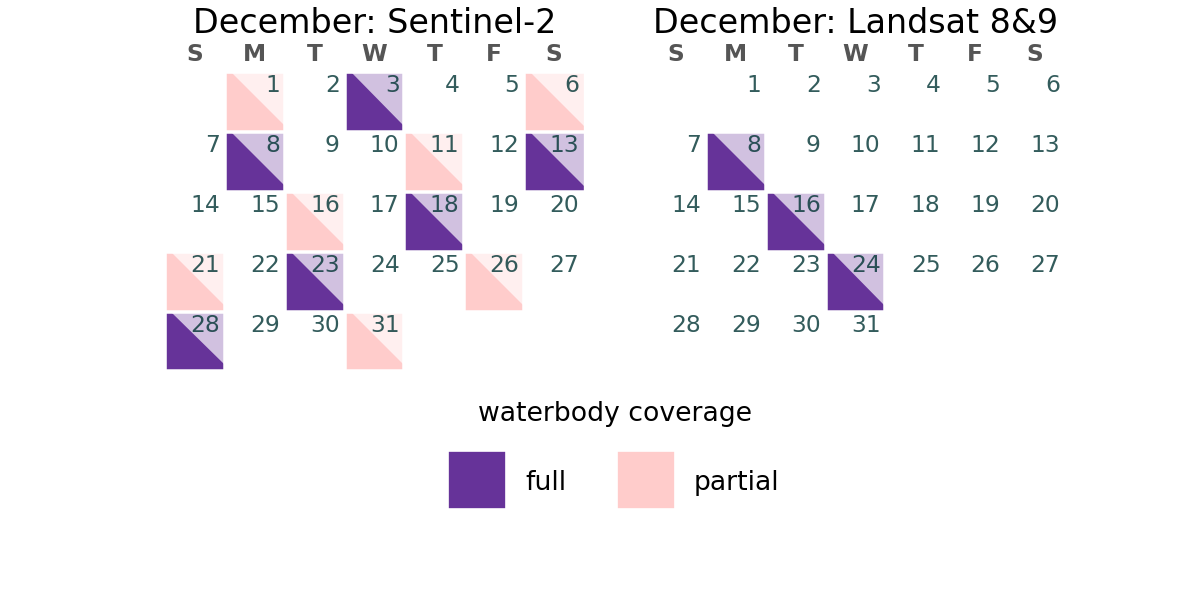 December: Sentinel-2
S M T W T F S
1 2 3 4 5 6
7 8 9 10 11 12 13
14 15 16 17 18 19 20
21 22 23 24 25 26 27
28 29 30 31
December: Landsat 8&9
S M T W T F S
1 2 3 4 5 6
7 8 9 10 11 12 13
14 15 16 17 18 19 20
21 22 23 24 25 26 27
28 29 30 31
waterbody coverage
full partial